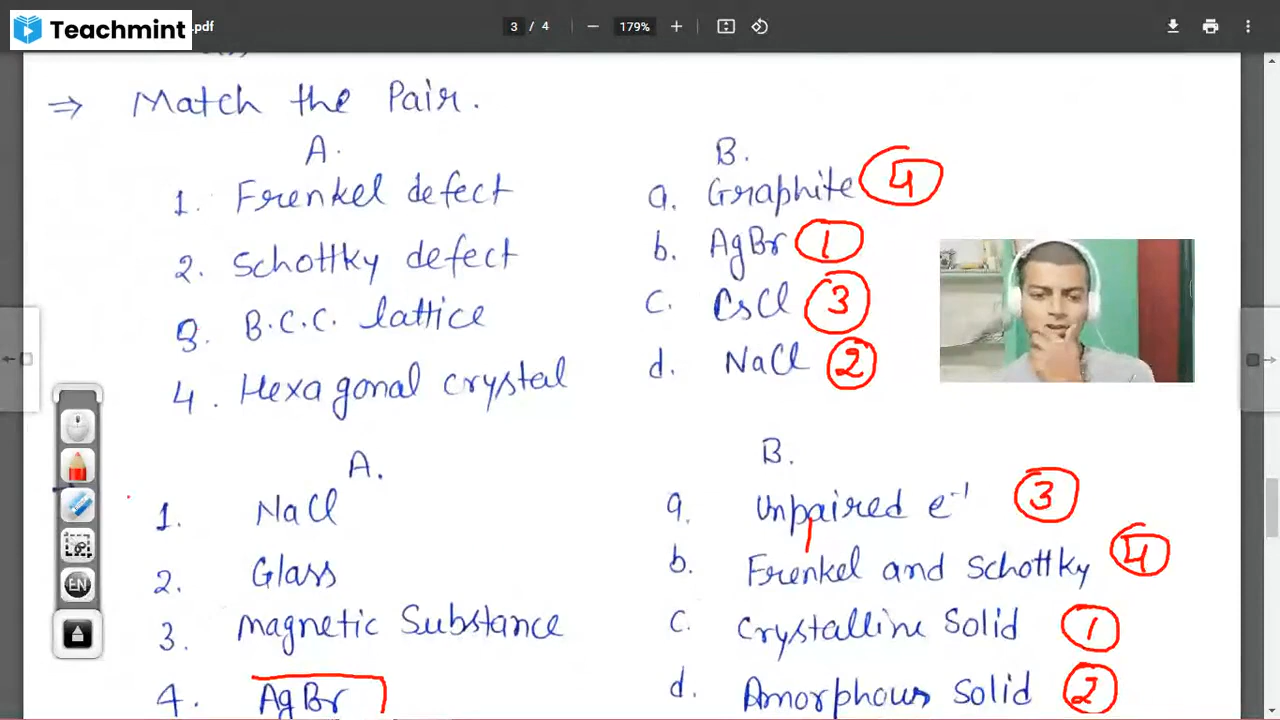 Teachmint .pdf 3 / 4 179%
⇒ Match the Pair.
A. B.
1. Frenkel defect a. Graphite 4
2. Schottky defect b. AgBr 1
3. B.C.C. lattice c. CsCl 3
4. Hexagonal crystal d. NaCl 2
A. B.
1. NaCl a. Unpaired e⁻¹ 3
2. Glass b. Frenkel and Schottky 4
3. magnetic Substance c. Crystalline Solid 1
4. AgBr d. Amorphous Solid 2
EN